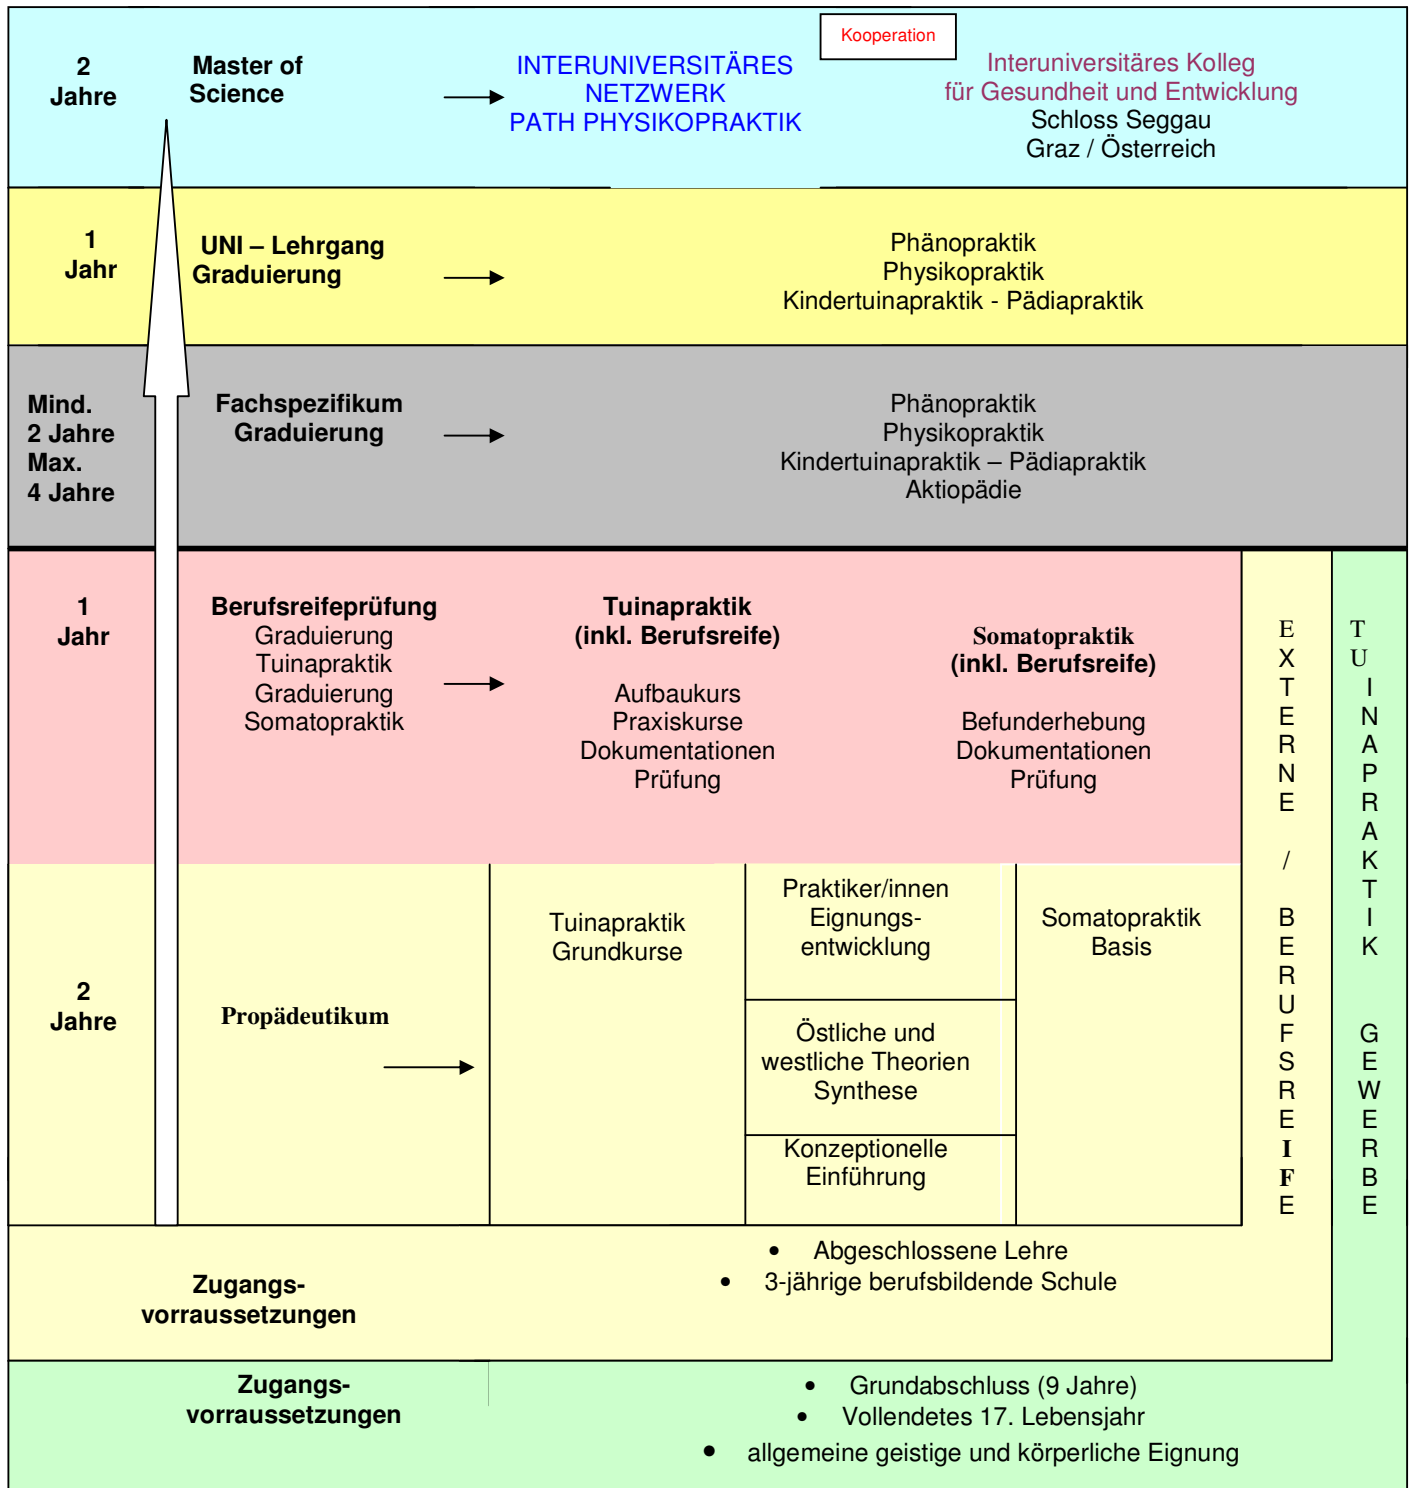 Kooperation
2
Jahre
Master of
Science
INTERUNIVERSITÄRES
NETZWERK
PATH PHYSIKOPRAKTIK
Interuniversitäres Kolleg
für Gesundheit und Entwicklung
Schloss Seggau
Graz / Österreich
1
Jahr
UNI – Lehrgang
Graduierung
Phänopraktik
Physikopraktik
Kindertuinapraktik - Pädiapraktik
Mind.
2 Jahre
Max.
4 Jahre
Fachspezifikum
Graduierung
Phänopraktik
Physikopraktik
Kindertuinapraktik – Pädiapraktik
Aktiopädie
1
Jahr
Berufsreifeprüfung
Graduierung
Tuinapraktik
Graduierung
Somatopraktik
Tuinapraktik
(inkl. Berufsreife)
Aufbaukurs
Praxiskurse
Dokumentationen
Prüfung
Somatopraktik
(inkl. Berufsreife)
Befunderhebung
Dokumentationen
Prüfung
EXTERNE / BERUFSREIFE
TUINAPRAKTIK GEWERBE
2
Jahre
Propädeutikum
Tuinapraktik
Grundkurse
Praktiker/innen
Eignungs-
entwicklung
Östliche und
westliche Theorien
Synthese
Konzeptionelle
Einführung
Somatopraktik
Basis
Zugangs-
vorraussetzungen
• Abgeschlossene Lehre
• 3-jährige berufsbildende Schule
Zugangs-
vorraussetzungen
• Grundabschluss (9 Jahre)
• Vollendetes 17. Lebensjahr
• allgemeine geistige und körperliche Eignung